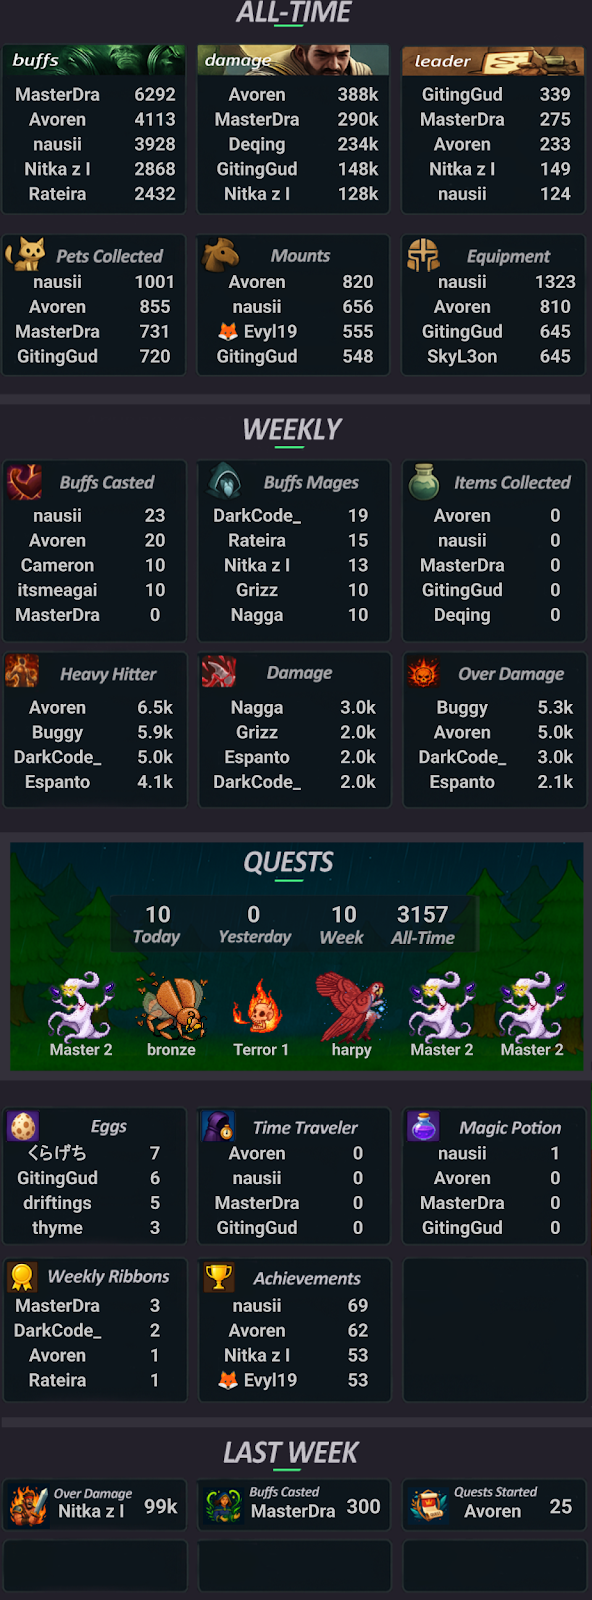 ALL-TIME
buffs
MasterDra 6292
Avoren 4113
nausii 3928
Nitka z I 2868
Rateira 2432
damage
Avoren 388k
MasterDra 290k
Deqing 234k
GitingGud 148k
Nitka z I 128k
leader
GitingGud 339
MasterDra 275
Avoren 233
Nitka z I 149
nausii 124
Pets Collected
nausii 1001
Avoren 855
MasterDra 731
GitingGud 720
Mounts
Avoren 820
nausii 656
🦊 Evyl19 555
GitingGud 548
Equipment
nausii 1323
Avoren 810
GitingGud 645
SkyL3on 645
WEEKLY
Buffs Casted
nausii 23
Avoren 20
Cameron 10
itsmeagai 10
MasterDra 0
Buffs Mages
DarkCode_ 19
Rateira 15
Nitka z I 13
Grizz 10
Nagga 10
Items Collected
Avoren 0
nausii 0
MasterDra 0
GitingGud 0
Deqing 0
Heavy Hitter
Avoren 6.5k
Buggy 5.9k
DarkCode_ 5.0k
Espanto 4.1k
Damage
Nagga 3.0k
Grizz 2.0k
Espanto 2.0k
DarkCode_ 2.0k
Over Damage
Buggy 5.3k
Avoren 5.0k
DarkCode_ 3.0k
Espanto 2.1k
QUESTS
10 0 10 3157
Today Yesterday Week All-Time
Master 2 bronze Terror 1 harpy Master 2 Master 2
Eggs
くらげち 7
GitingGud 6
driftings 5
thyme 3
Time Traveler
Avoren 0
nausii 0
MasterDra 0
GitingGud 0
Magic Potion
nausii 1
Avoren 0
MasterDra 0
GitingGud 0
Weekly Ribbons
MasterDra 3
DarkCode_ 2
Avoren 1
Rateira 1
Achievements
nausii 69
Avoren 62
Nitka z I 53
🦊 Evyl19 53
LAST WEEK
Over Damage
Nitka z I 99k
Buffs Casted
MasterDra 300
Quests Started
Avoren 25